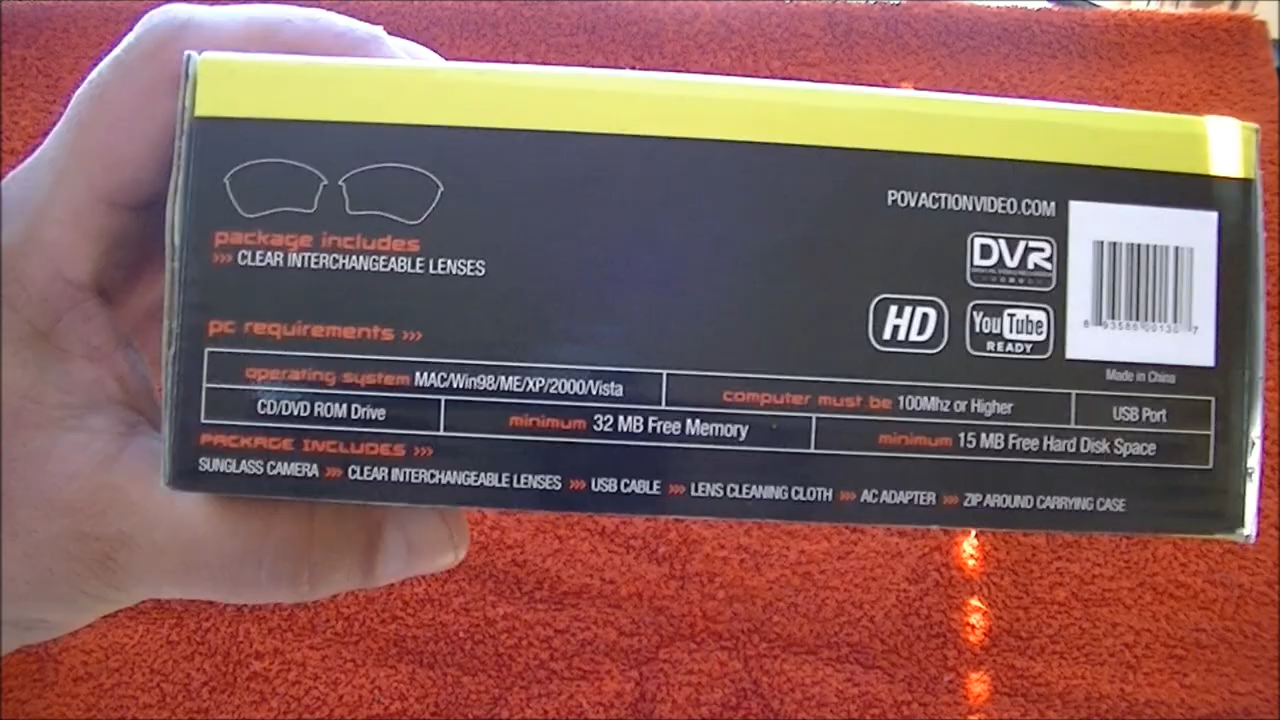 package includes
>>> CLEAR INTERCHANGEABLE LENSES
POVACTIONVIDEO.COM
DVR
HD
YouTube
READY
Made in China
pc requirements >>>
operating system MAC/Win98/ME/XP/2000/Vista
computer must be 100Mhz or Higher
USB Port
CD/DVD ROM Drive
minimum 32 MB Free Memory
minimum 15 MB Free Hard Disk Space
PACKAGE INCLUDES >>>
SUNGLASS CAMERA >>> CLEAR INTERCHANGEABLE LENSES >>> USB CABLE >>> LENS CLEANING CLOTH >>> AC ADAPTER >>> ZIP AROUND CARRYING CASE